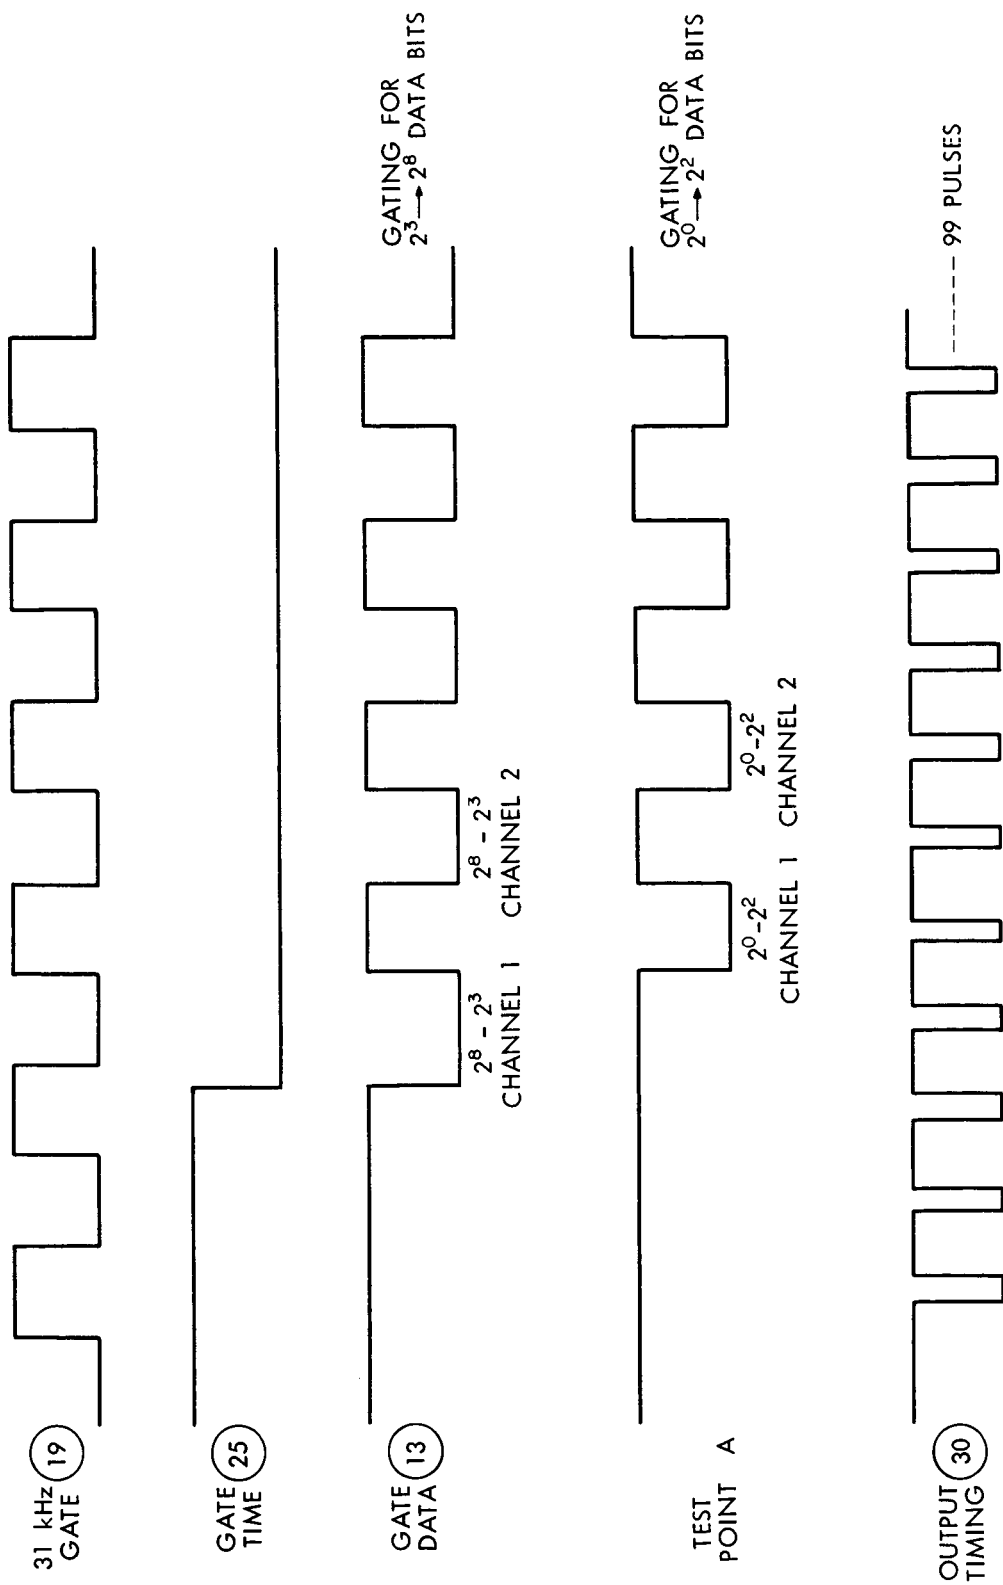 31 kHz
GATE 19
GATE
TIME 25
GATE
DATA 13
2⁸ - 2³
CHANNEL 1
2⁸ - 2³
CHANNEL 2
GATING FOR
2³→2⁸ DATA BITS
TEST
POINT A
2⁰-2²
CHANNEL 1
2⁰-2²
CHANNEL 2
GATING FOR
2⁰→2² DATA BITS
OUTPUT
TIMING 30
------ 99 PULSES